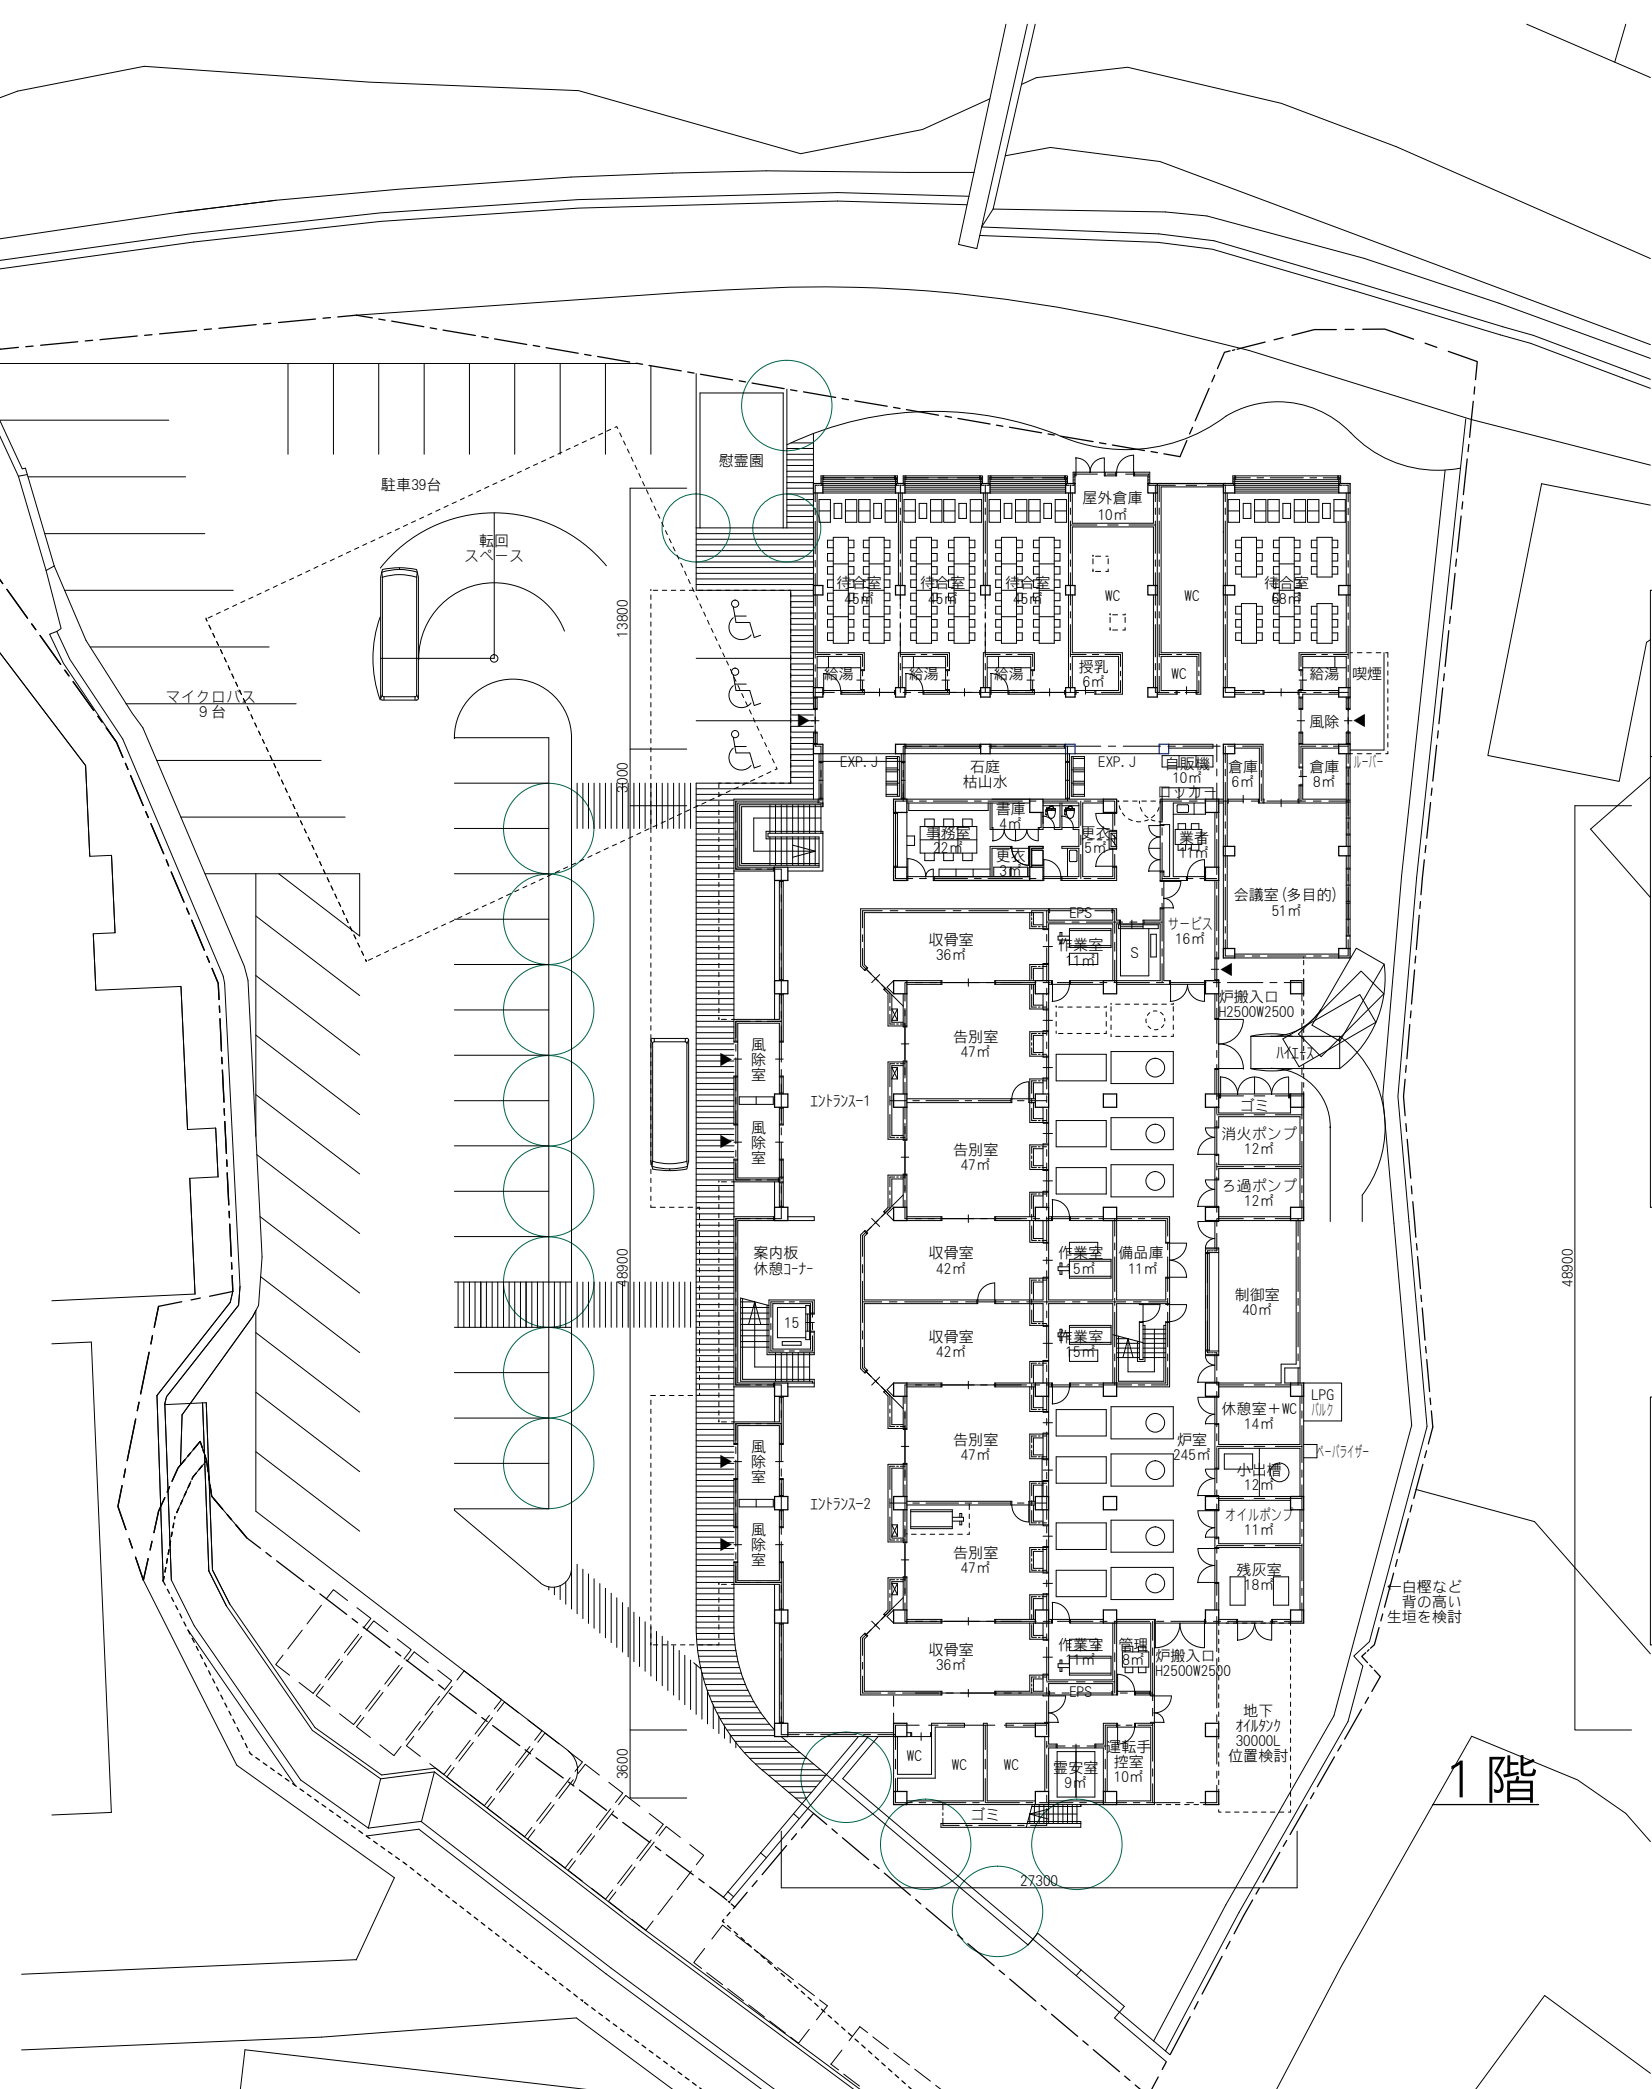 慰霊園
駐車39台
転回
スペース
マイクロバス
9台
13800
3000
48900
3600
屋外倉庫
10㎡
待合室
45㎡
待合室
45㎡
待合室
45㎡
WC
WC
待合室
68㎡
給湯
給湯
給湯
授乳
6㎡
WC
給湯
喫煙
風除
ルーバー
EXP.J
石庭
枯山水
EXP.J
自販機
10㎡
ロッカー
倉庫
6㎡
倉庫
8㎡
事務室
22㎡
書庫
4㎡
更衣
3㎡
更衣
5㎡
業者
11㎡
会議室(多目的)
51㎡
EPS
サービス
16㎡
収骨室
36㎡
作業室
11㎡
S
炉搬入口
H2500W2500
ハイエース
告別室
47㎡
風除室
エントランス-1
風除室
ゴミ
消火ポンプ
12㎡
告別室
47㎡
ろ過ポンプ
12㎡
案内板
休憩コーナー
収骨室
42㎡
作業室
15㎡
備品庫
11㎡
制御室
40㎡
48900
15
収骨室
42㎡
作業室
15㎡
LPG
バルク
休憩室+WC
14㎡
告別室
47㎡
炉室
245㎡
ベーパライザー
風除室
小出槽
12㎡
エントランス-2
風除室
オイルポンプ
11㎡
告別室
47㎡
残灰室
18㎡
←白樫など
背の高い
生垣を検討
収骨室
36㎡
作業室
11㎡
管理
8㎡
炉搬入口
H2500W2500
EPS
地下
オイルタンク
30000L
位置検討
WC
WC
WC
霊安室
9㎡
運転手
控室
10㎡
ゴミ
27300
1階